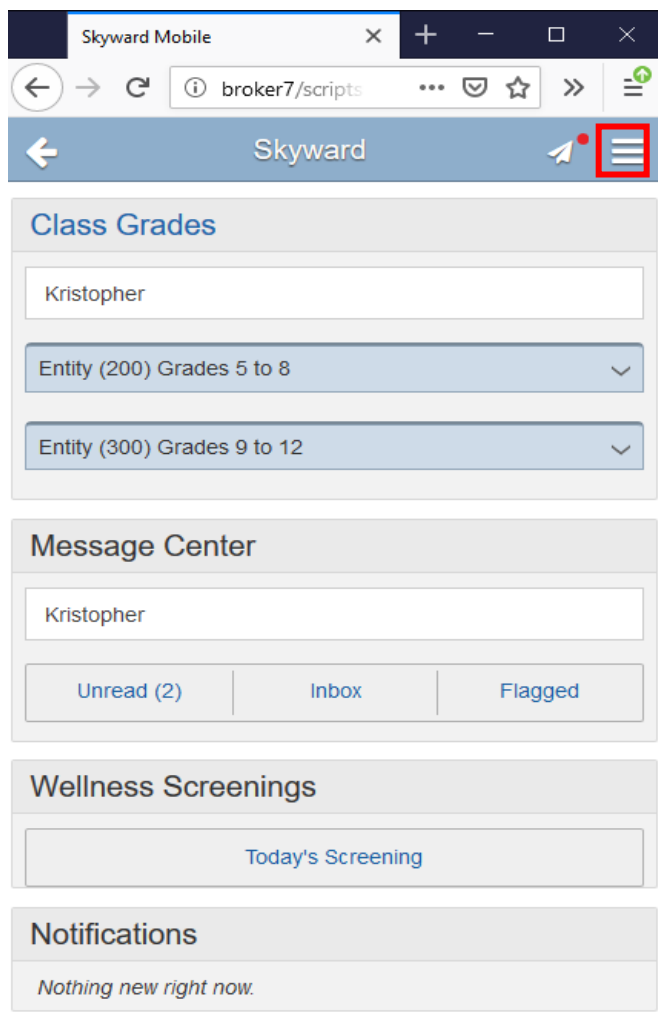 Skyward Mobile
broker7/scripts
Skyward
Class Grades
Kristopher
Entity (200) Grades 5 to 8
Entity (300) Grades 9 to 12
Message Center
Kristopher
Unread (2) Inbox Flagged
Wellness Screenings
Today's Screening
Notifications
Nothing new right now.